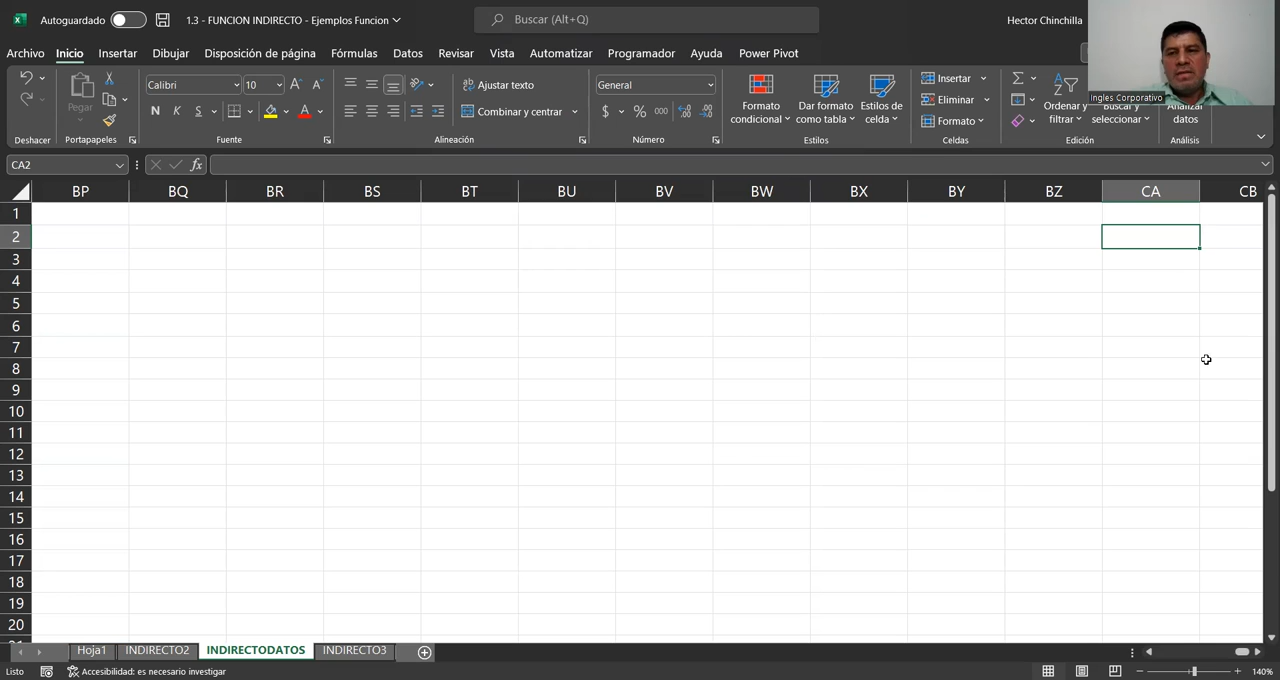 Autoguardado
1.3 - FUNCION INDIRECTO - Ejemplos Funcion
Buscar (Alt+Q)
Hector Chinchilla
Archivo Inicio Insertar Dibujar Disposición de página Fórmulas Datos Revisar Vista Automatizar Programador Ayuda Power Pivot
Ingles Corporativo
Pegar
Calibri 10
Ajustar texto
General
Formato condicional
Dar formato como tabla
Estilos de celda
Insertar
Eliminar
Formato
Ordenar y filtrar
Buscar y seleccionar
Analizar datos
N K S
Combinar y centrar
$ % 000
Deshacer Portapapeles Fuente Alineación Número Estilos Celdas Edición Análisis
CA2
fx
BP BQ BR BS BT BU BV BW BX BY BZ CA CB
1
2
3
4
5
6
7
8
9
10
11
12
13
14
15
16
17
18
19
20
Hoja1 INDIRECTO2 INDIRECTODATOS INDIRECTO3
Listo Accesibilidad: es necesario investigar 140%